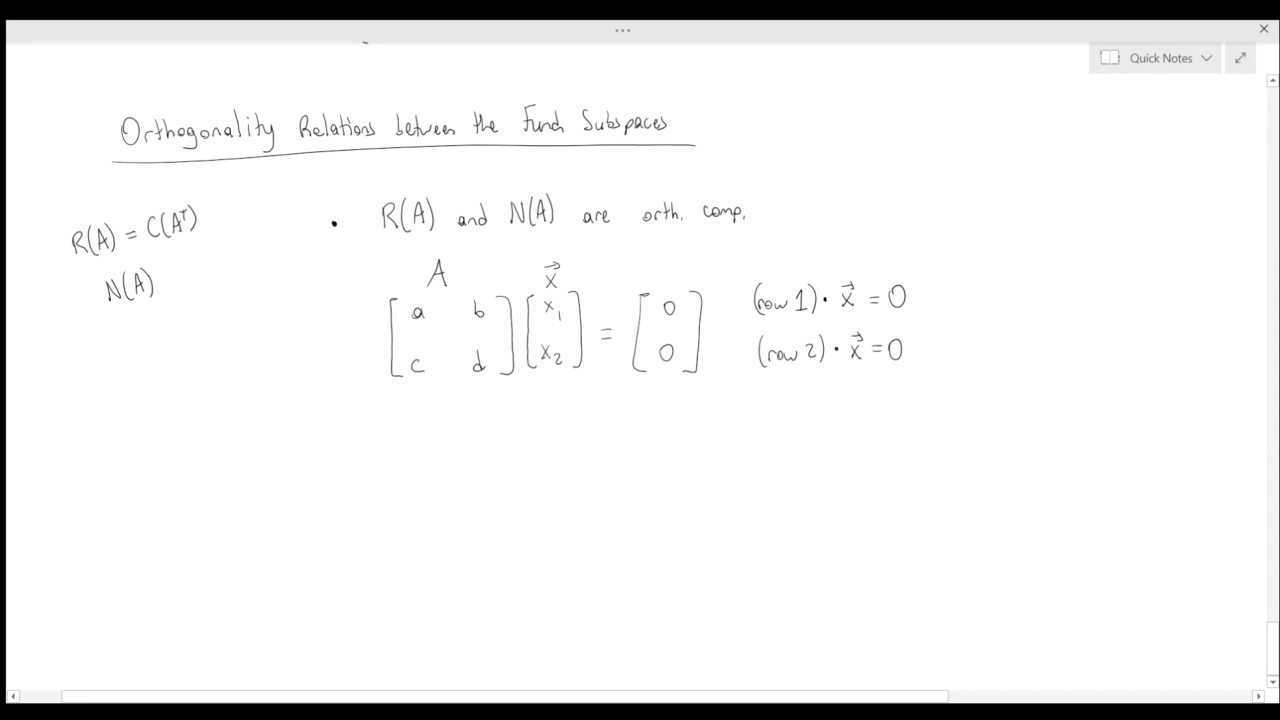 Quick Notes
Orthogonality Relations between the Fund Subspaces
R(A) = C(Aᵀ)
N(A)
• R(A) and N(A) are orth. comp.
A x⃗
[a b] [x₁] = [0] (row 1) • x⃗ = 0
[c d] [x₂] [0] (row 2) • x⃗ = 0